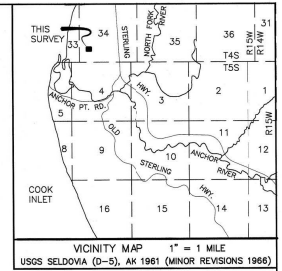 THIS
SURVEY
33
34
STERLING
NORTH FORK
RIVER
35
36
31
R15W
R14W
T4S
T5S
ANCHOR PT. RD.
4
3
2
1
R15W
5
HWY.
OLD
8
9
10
11
12
ANCHOR
RIVER
STERLING
HWY.
COOK
INLET
16
15
14
13
VICINITY MAP 1" = 1 MILE
USGS SELDOVIA (D-5), AK 1961 (MINOR REVISIONS 1966)